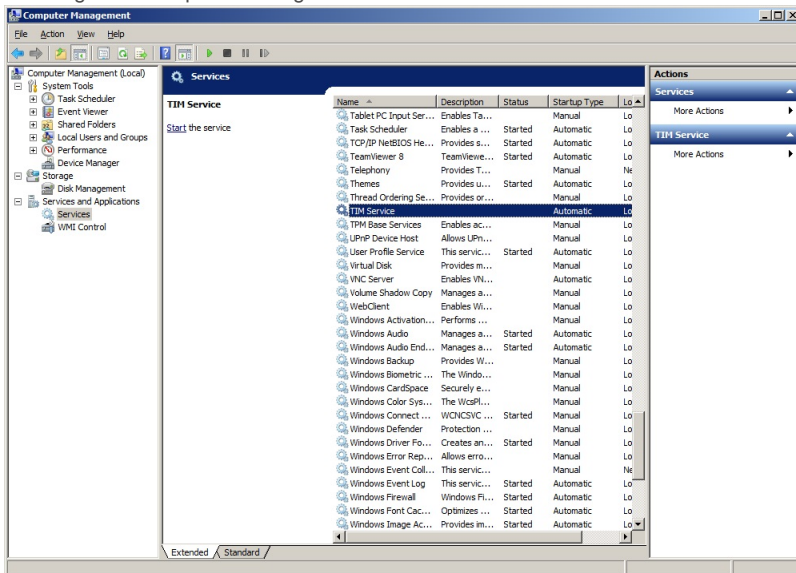 Computer Management
File Action View Help
Computer Management (Local)
System Tools
Task Scheduler
Event Viewer
Shared Folders
Local Users and Groups
Performance
Device Manager
Storage
Disk Management
Services and Applications
Services
WMI Control
Services
TIM Service
Start the service
Name Description Status Startup Type Lo
Tablet PC Input Ser... Enables Ta... Manual Lo
Task Scheduler Enables a ... Started Automatic Lo
TCP/IP NetBIOS He... Provides s... Started Automatic Lo
TeamViewer 8 TeamViewe... Started Automatic Lo
Telephony Provides T... Manual Ne
Themes Provides u... Started Automatic Lo
Thread Ordering Se... Provides or... Manual Lo
TIM Service Automatic Lo
TPM Base Services Enables ac... Manual Lo
UPnP Device Host Allows UPn... Manual Lo
User Profile Service This servic... Started Automatic Lo
Virtual Disk Provides m... Manual Lo
VNC Server Enables VN... Automatic Lo
Volume Shadow Copy Manages a... Manual Lo
WebClient Enables Wi... Manual Lo
Windows Activation... Performs ... Manual Lo
Windows Audio Manages a... Started Automatic Lo
Windows Audio End... Manages a... Started Automatic Lo
Windows Backup Provides W... Manual Lo
Windows Biometric ... The Windo... Manual Lo
Windows CardSpace Securely e... Manual Lo
Windows Color Sys... The WcsPl... Manual Lo
Windows Connect ... WCNCSVC ... Started Manual Lo
Windows Defender Protection ... Manual Lo
Windows Driver Fo... Creates an... Started Manual Lo
Windows Error Rep... Allows erro... Manual Lo
Windows Event Coll... This servic... Manual Ne
Windows Event Log This servic... Started Automatic Lo
Windows Firewall Windows Fi... Started Automatic Lo
Windows Font Cac... Optimizes ... Started Automatic Lo
Windows Image Ac... Provides im... Started Automatic Lo
Extended Standard
Actions
Services
More Actions
TIM Service
More Actions